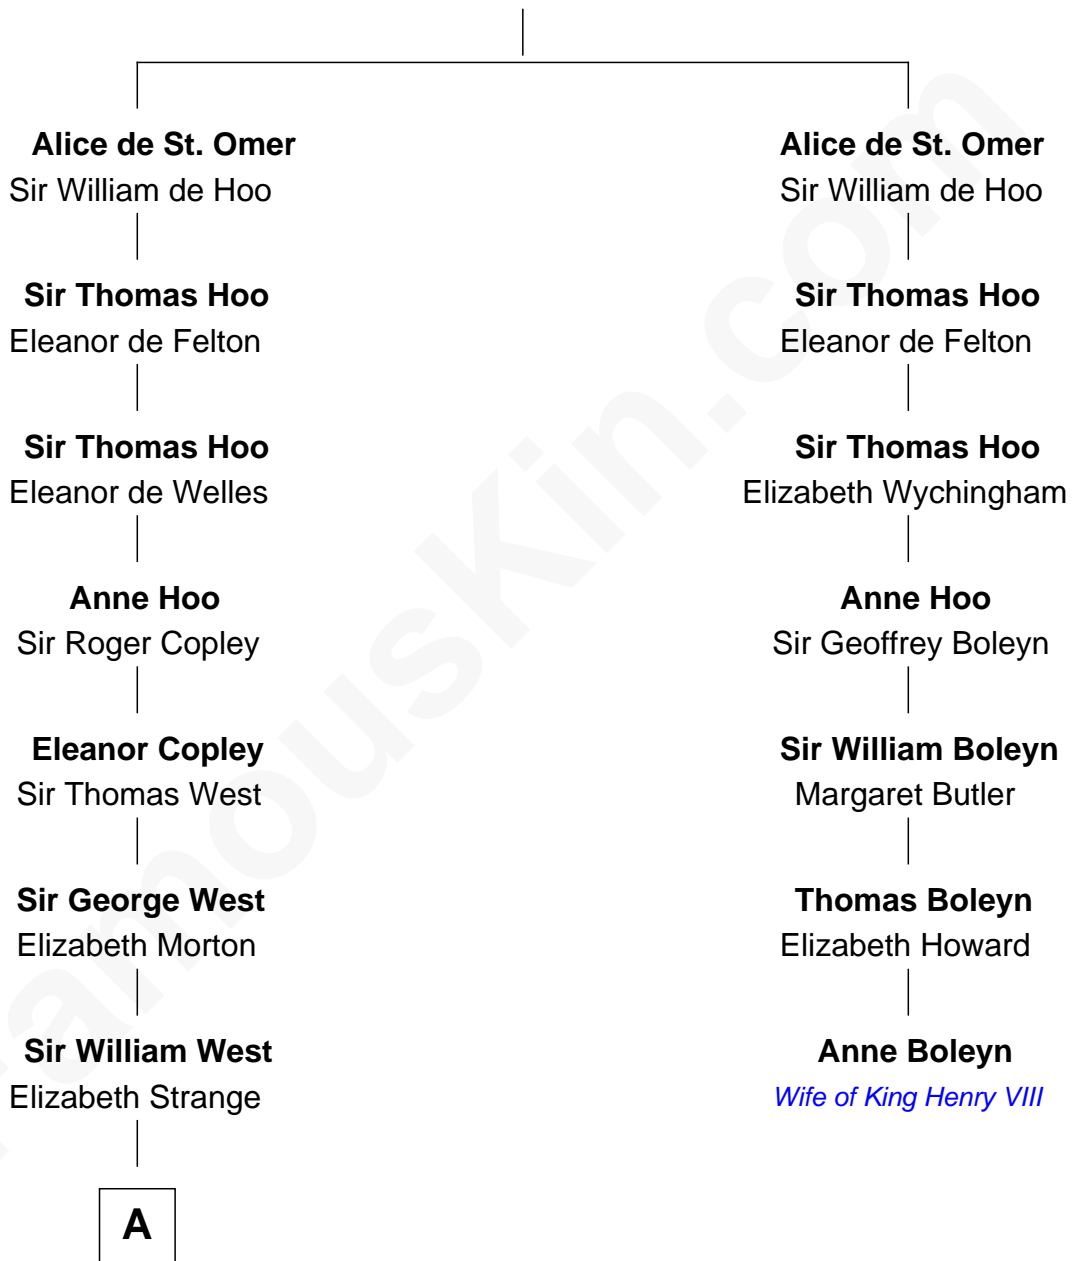 Alice de St. Omer
Sir William de Hoo
Sir Thomas Hoo
Eleanor de Felton
Sir Thomas Hoo
Eleanor de Welles
Anne Hoo
Sir Roger Copley
Eleanor Copley
Sir Thomas West
Sir George West
Elizabeth Morton
Sir William West
Elizabeth Strange
A
Alice de St. Omer
Sir William de Hoo
Sir Thomas Hoo
Eleanor de Felton
Sir Thomas Hoo
Elizabeth Wychingham
Anne Hoo
Sir Geoffrey Boleyn
Sir William Boleyn
Margaret Butler
Thomas Boleyn
Elizabeth Howard
Anne Boleyn
Wife of King Henry VIII
FamousKin.com